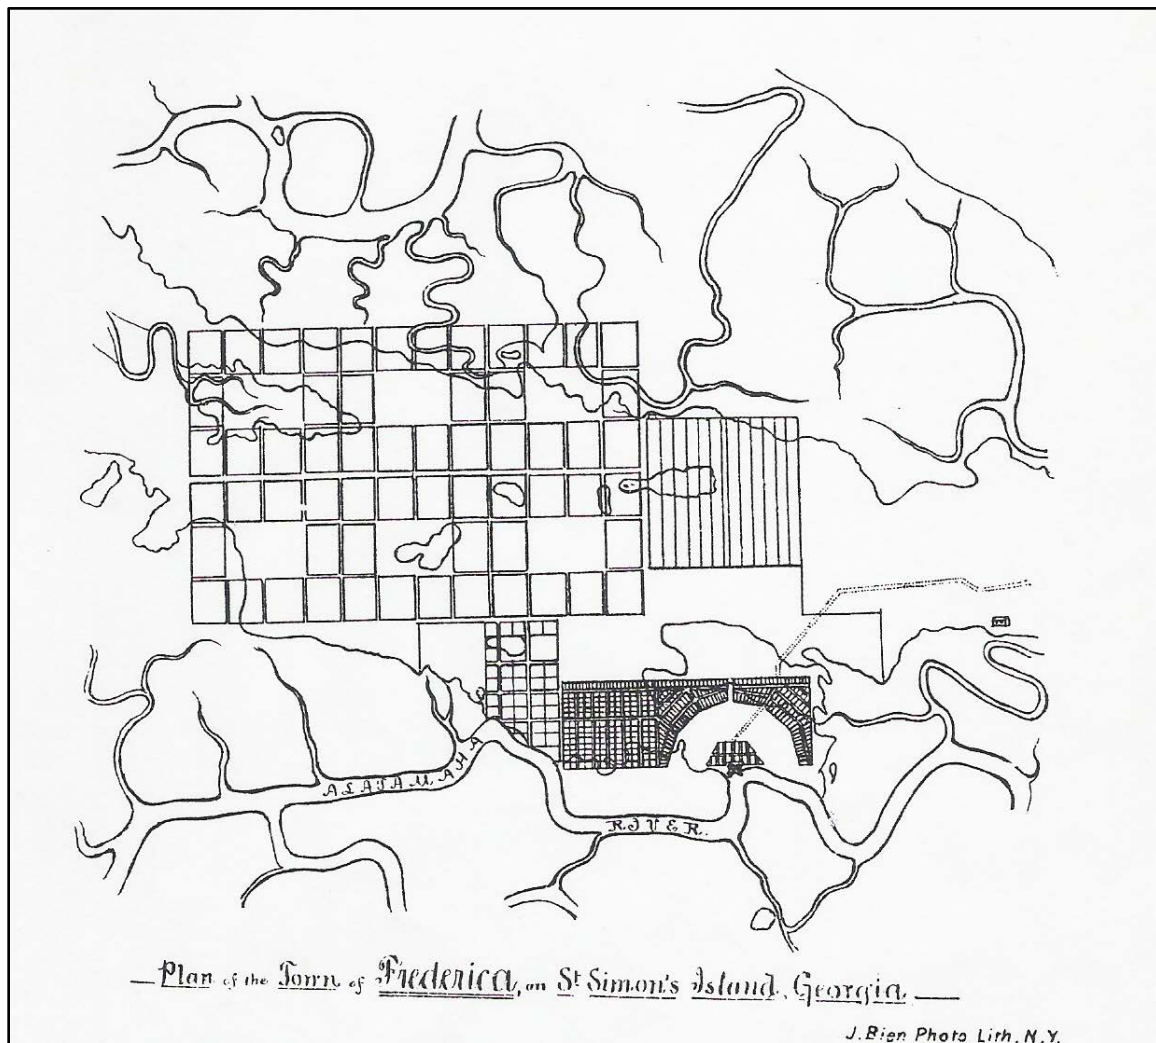 ALATAMAHA
RIVER.
Plan of the Town of Frederica, on St Simon's Island, Georgia
J. Bien Photo Lith, N.Y.